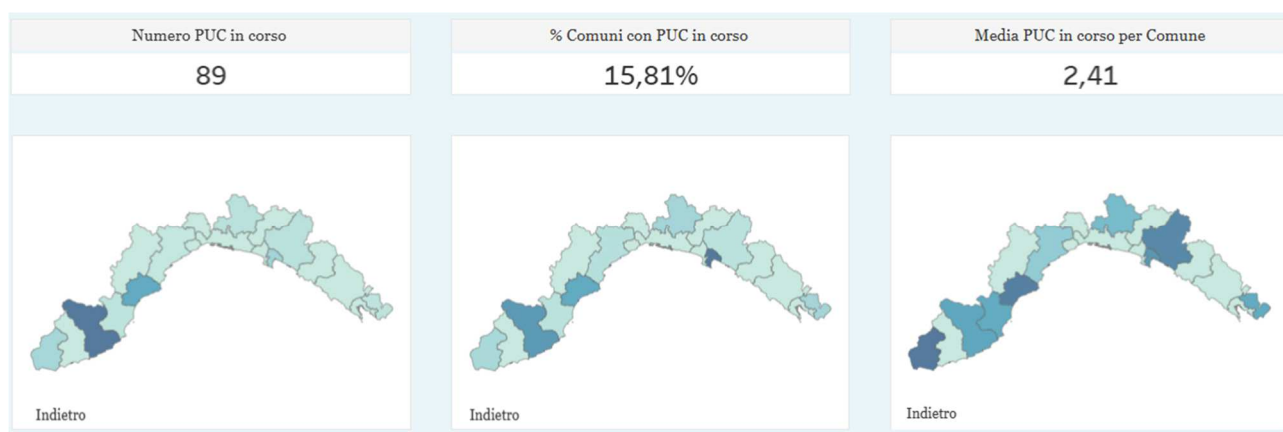 Numero PUC in corso
89
% Comuni con PUC in corso
15,81%
Media PUC in corso per Comune
2,41
Indietro
Indietro
Indietro